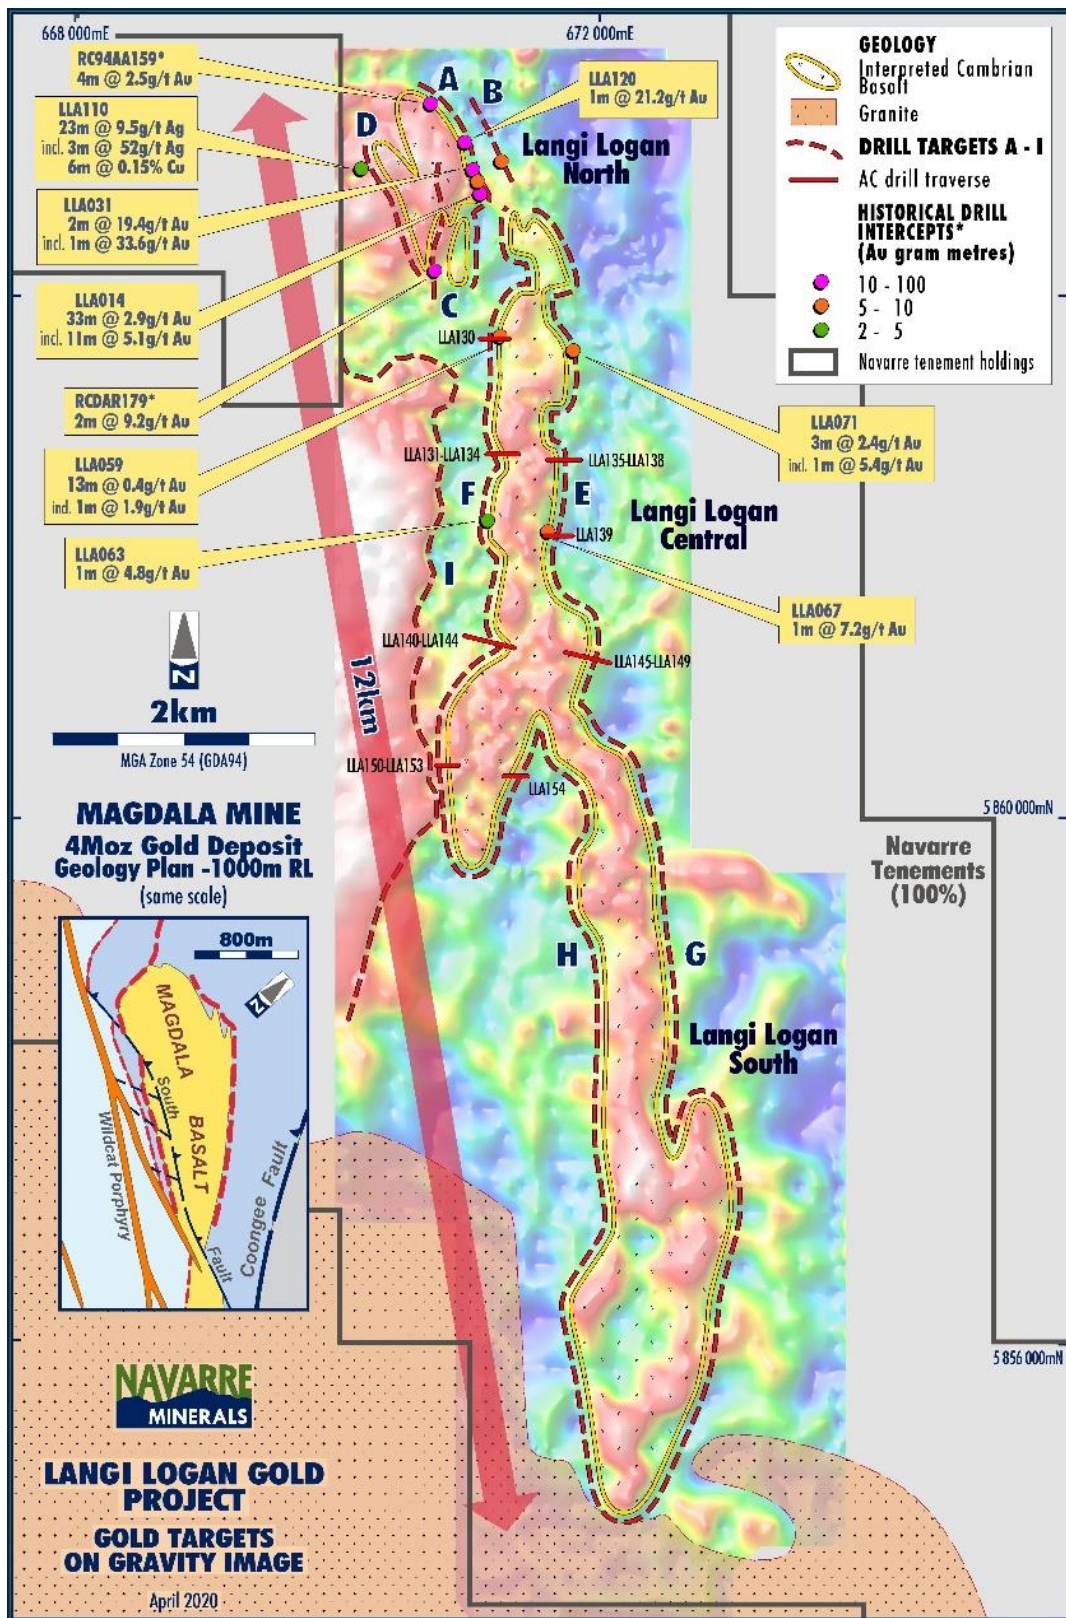 668 000mE
672 000mE
RC94AA159*
4m @ 2.5g/t Au
LLA110
23m @ 9.5g/t Ag
incl. 3m @ 52g/t Ag
6m @ 0.15% Cu
LLA031
2m @ 19.4g/t Au
incl. 1m @ 33.6g/t Au
LLA014
33m @ 2.9g/t Au
incl. 11m @ 5.1g/t Au
RCDAR179*
2m @ 9.2g/t Au
LLA059
13m @ 0.4g/t Au
incl. 1m @ 1.9g/t Au
LLA063
1m @ 4.8g/t Au
A
B
D
C
LLA120
1m @ 21.2g/t Au
Langi Logan
North
GEOLOGY
Interpreted Cambrian
Basalt
Granite
DRILL TARGETS A - I
AC drill traverse
HISTORICAL DRILL
INTERCEPTS*
(Au gram metres)
10 - 100
5 - 10
2 - 5
Navarre tenement holdings
LLA130
LLA131-LLA134
LLA135-LLA138
LLA071
3m @ 2.4g/t Au
incl. 1m @ 5.4g/t Au
F
E
I
LLA139
Langi Logan
Central
LLA067
1m @ 7.2g/t Au
LLA140-LLA144
LLA145-LLA149
12km
LLA150-LLA153
LLA154
N
2km
MGA Zone 54 (GDA94)
5 860 000mN
Navarre
Tenements
(100%)
MAGDALA MINE
4Moz Gold Deposit
Geology Plan -1000m RL
(same scale)
800m
N
MAGDALA
BASALT
South
Fault
Wildcat Porphyry
Coongee Fault
H
G
Langi Logan
South
5 856 000mN
NAVARRE
MINERALS
LANGI LOGAN GOLD
PROJECT
GOLD TARGETS
ON GRAVITY IMAGE
April 2020